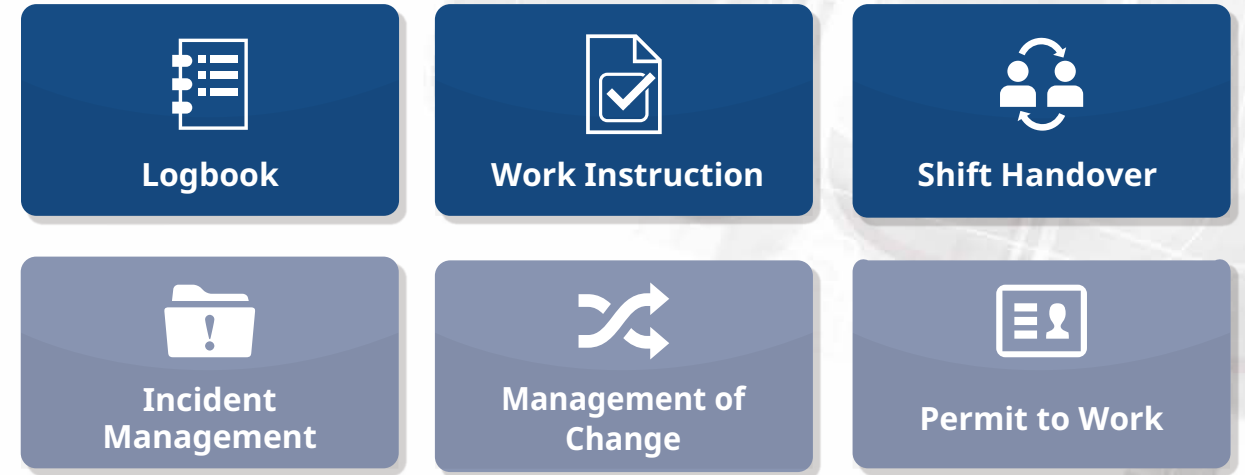 Logbook
Work Instruction
Shift Handover
Incident
Management
Management of
Change
Permit to Work